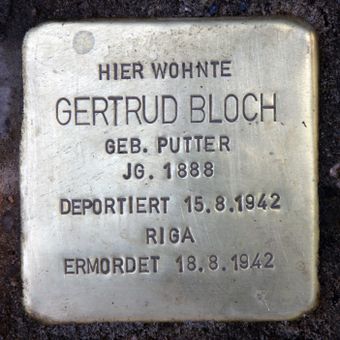 HIER WOHNTE
GERTRUD BLOCH
GEB. PUTTER
JG. 1888
DEPORTIERT 15.8.1942
RIGA
ERMORDET 18.8.1942